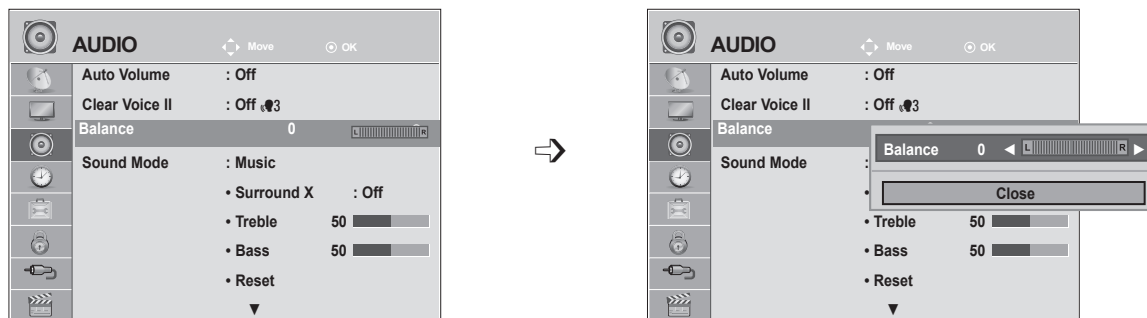 AUDIO Move OK
Auto Volume : Off
Clear Voice II : Off 3
Balance 0 L R
Sound Mode : Music
• Surround X : Off
• Treble 50
• Bass 50
• Reset
▼
AUDIO Move OK
Auto Volume : Off
Clear Voice II : Off 3
Balance
Balance 0 ◄ L R ►
Sound Mode :
•
Close
• Treble 50
• Bass 50
• Reset
▼